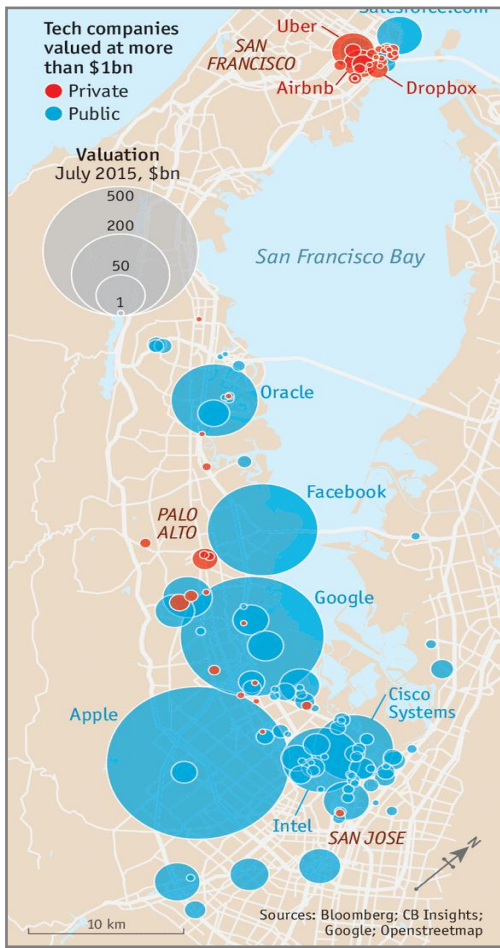 Salesforce.com
Tech companies
valued at more
than $1bn
Private
Public
Uber
SAN
FRANCISCO
Airbnb
Dropbox
Valuation
July 2015, $bn
500
200
50
1
San Francisco Bay
Oracle
Facebook
PALO
ALTO
Google
Apple
Cisco
Systems
Intel
SAN JOSE
N
10 km
Sources: Bloomberg; CB Insights;
Google; Openstreetmap